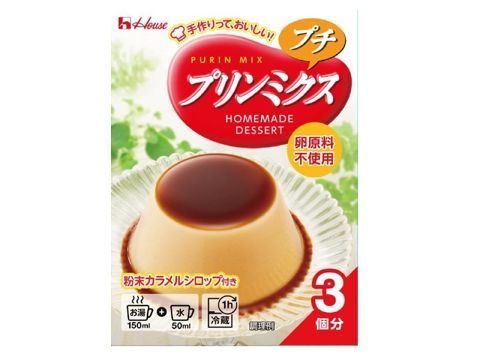 House
手作りって、おいしい!
プチ
PURIN MIX
プリンミクス
HOMEMADE
DESSERT
卵原料
不使用
粉末カラメルシロップ付き
お湯 + 水 1h 冷蔵
150ml 50ml
調理例
3
個分